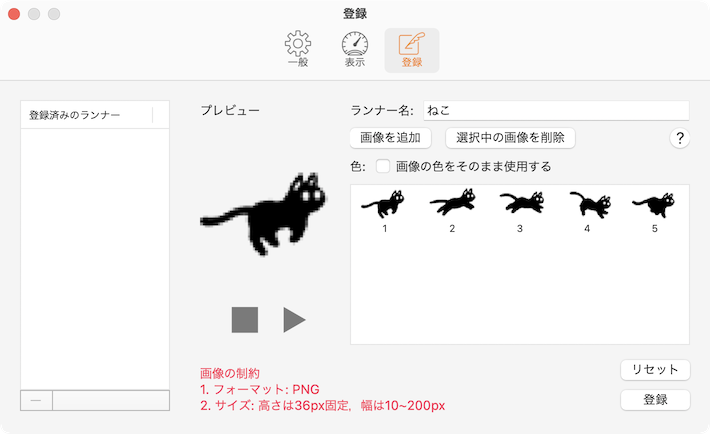 登録
一般
表示
登録
登録済みのランナー
プレビュー
ランナー名: ねこ
画像を追加
選択中の画像を削除
?
色: 画像の色をそのまま使用する
1 2 3 4 5
画像の制約
1. フォーマット: PNG
2. サイズ: 高さは36px固定，幅は10~200px
リセット
登録